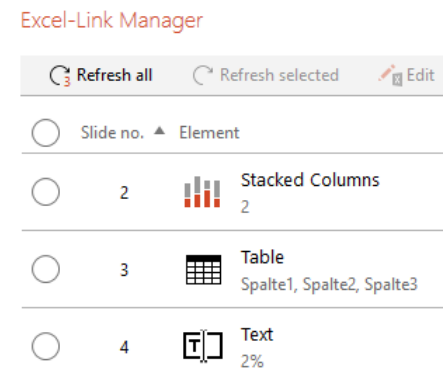 Excel-Link Manager
3 Refresh all Refresh selected Edit
Slide no. Element
2 Stacked Columns
2
3 Table
Spalte1, Spalte2, Spalte3
4 T Text
2%